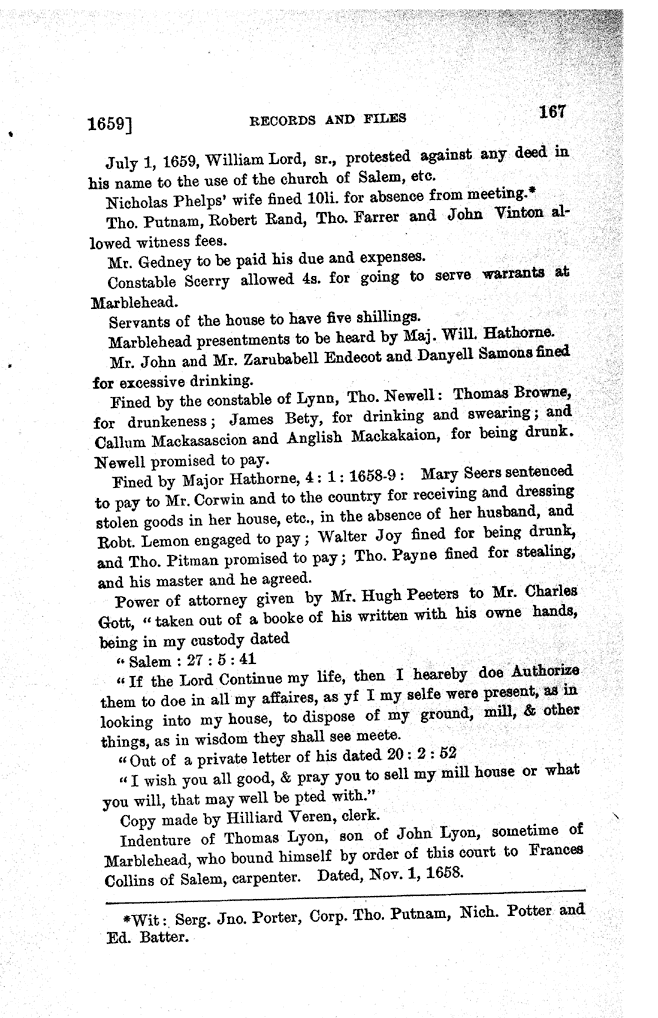 1659] RECORDS AND FILES 167
July 1, 1659, William Lord, sr., protested against any deed in
his name to the use of the church of Salem, etc.
Nicholas Phelps' wife fined 10li. for absence from meeting.*
Tho. Putnam, Robert Rand, Tho. Farrer and John Vinton al-
lowed witness fees.
Mr. Gedney to be paid his due and expenses.
Constable Scerry allowed 4s. for going to serve warrants at
Marblehead.
Servants of the house to have five shillings.
Marblehead presentments to be heard by Maj. Will. Hathorne.
Mr. John and Mr. Zarubabell Endecot and Danyell Samons fined
for excessive drinking.
Fined by the constable of Lynn, Tho. Newell: Thomas Browne,
for drunkeness; James Bety, for drinking and swearing; and
Callum Mackasascion and Anglish Mackakaion, for being drunk.
Newell promised to pay.
Fined by Major Hathorne, 4: 1: 1658-9: Mary Seers sentenced
to pay to Mr. Corwin and to the country for receiving and dressing
stolen goods in her house, etc., in the absence of her husband, and
Robt. Lemon engaged to pay; Walter Joy fined for being drunk,
and Tho. Pitman promised to pay; Tho. Payne fined for stealing,
and his master and he agreed.
Power of attorney given by Mr. Hugh Peeters to Mr. Charles
Gott, "taken out of a booke of his written with his owne hands,
being in my custody dated
"Salem : 27 : 5 : 41
"If the Lord Continue my life, then I heareby doe Authorize
them to doe in all my affaires, as yf I my selfe were present, as in
looking into my house, to dispose of my ground, mill, & other
things, as in wisdom they shall see meete.
"Out of a private letter of his dated 20 : 2 : 52
"I wish you all good, & pray you to sell my mill house or what
you will, that may well be pted with."
Copy made by Hilliard Veren, clerk.
Indenture of Thomas Lyon, son of John Lyon, sometime of
Marblehead, who bound himself by order of this court to Frances
Collins of Salem, carpenter. Dated, Nov. 1, 1658.
*Wit: Serg. Jno. Porter, Corp. Tho. Putnam, Nich. Potter and
Ed. Batter.